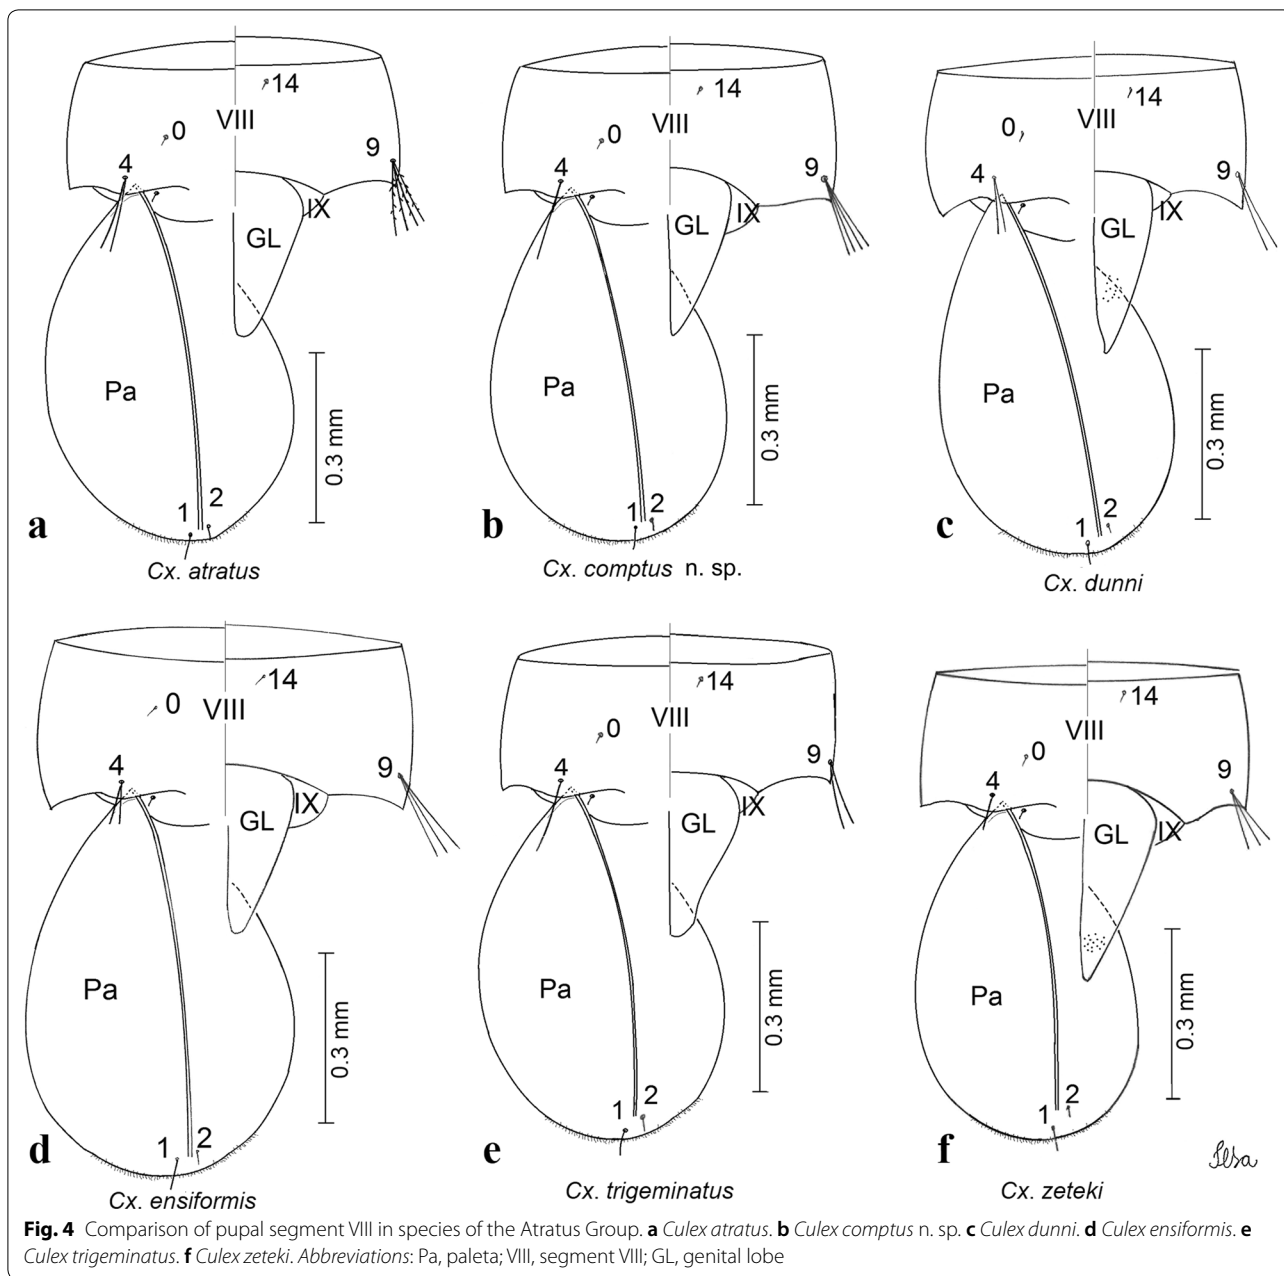 14
0
VIII
4
9
IX
GL
Pa
0.3 mm
1
2
a
Cx. atratus
14
0
VIII
4
9
IX
GL
Pa
0.3 mm
1
2
b
Cx. comptus n. sp.
14
0
VIII
4
9
IX
GL
Pa
0.3 mm
1
2
c
Cx. dunni
14
0
VIII
4
9
IX
GL
Pa
0.3 mm
1
2
d
Cx. ensiformis
14
0
VIII
4
9
IX
GL
Pa
0.3 mm
1
2
e
Cx. trigeminatus
14
0
VIII
4
9
IX
GL
Pa
0.3 mm
1
2
f
Cx. zeteki
Fig. 4 Comparison of pupal segment VIII in species of the Atratus Group. a Culex atratus. b Culex comptus n. sp. c Culex dunni. d Culex ensiformis. e
Culex trigeminatus. f Culex zeteki. Abbreviations: Pa, paleta; VIII, segment VIII; GL, genital lobe